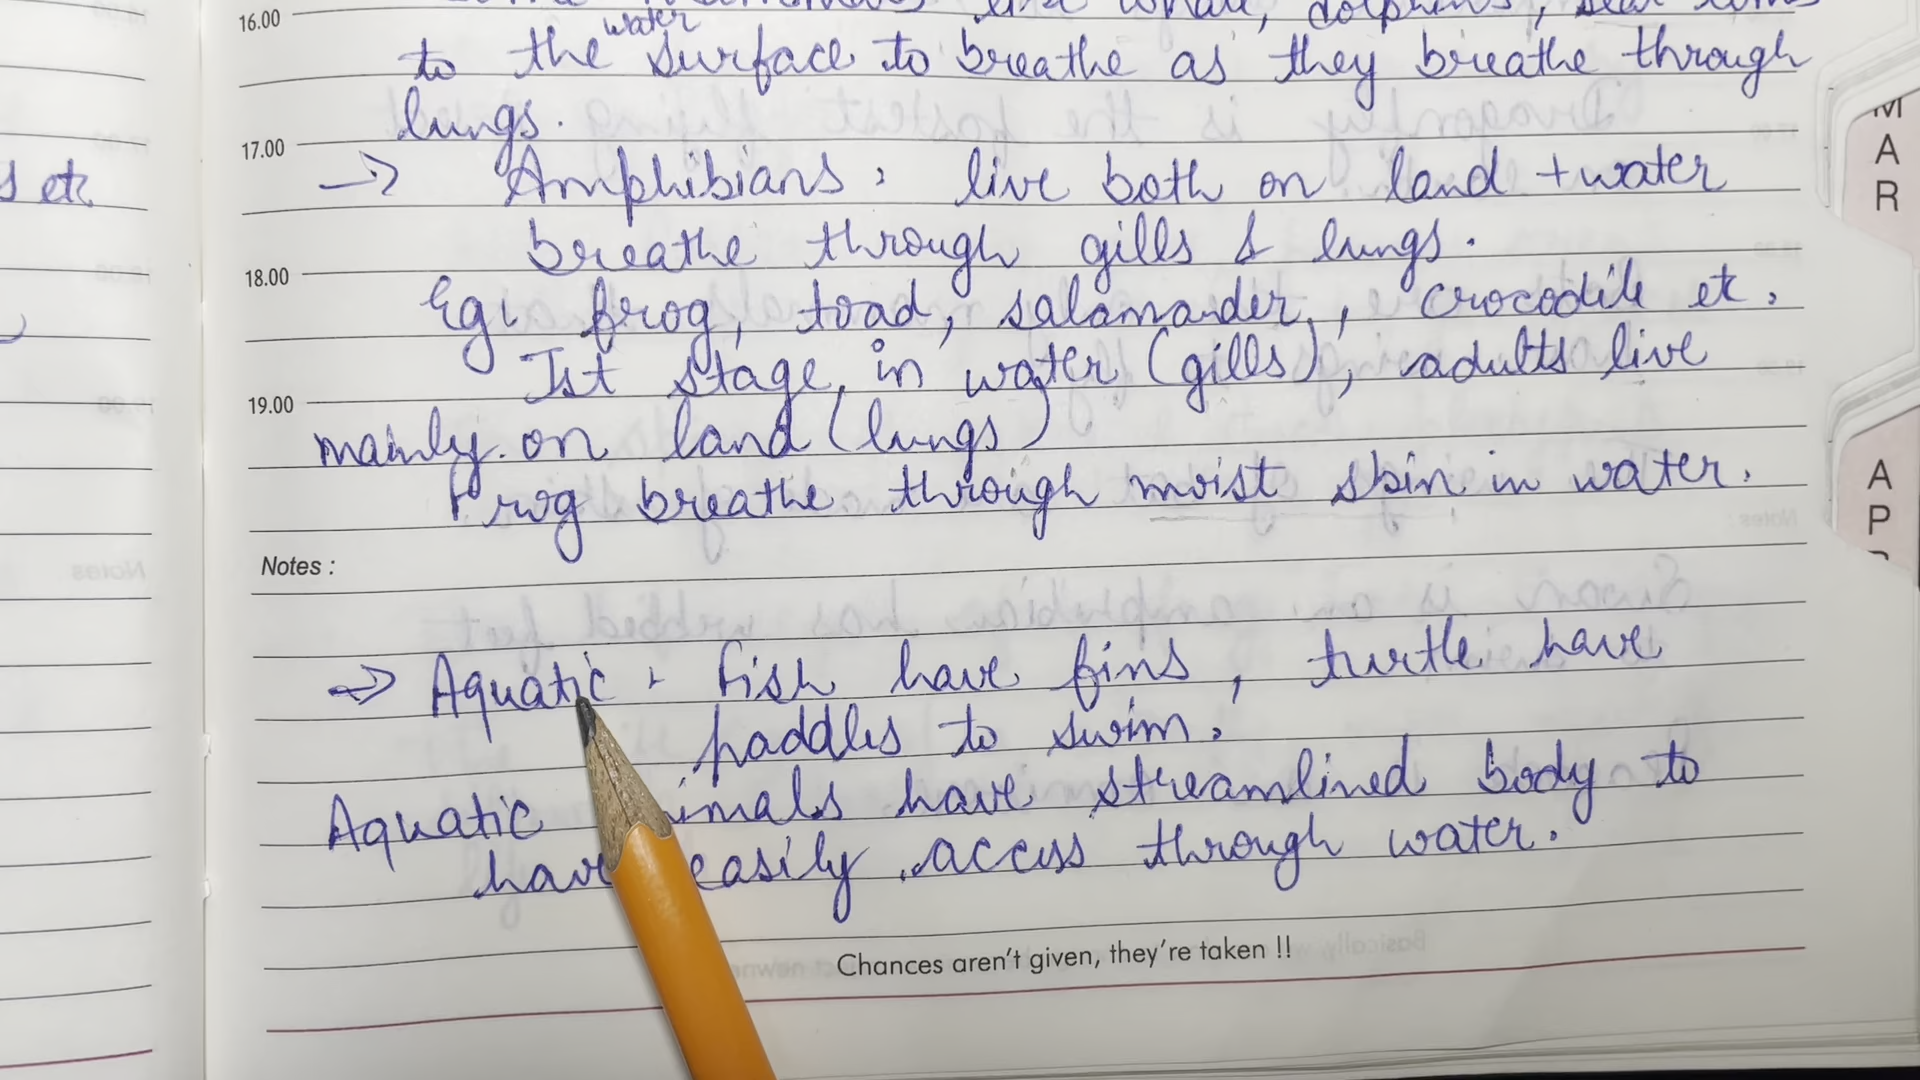 16.00
water
to the surface to breathe as they breathe through
lungs.
17.00
s etc
→ Amphibians : live both on land + water
breathe through gills & lungs.
18.00
Eg: frog, toad, salamander, crocodile etc.
Ist stage in water (gills), adults live
19.00
mainly on land (lungs)
Frog breathe through moist skin in water.
Notes :
⇒ Aquatic : Fish have fins, turtle have
paddles to swim.
Aquatic imals have streamlined body to
have easily access through water.
Chances aren't given, they're taken !!
MAR
AP